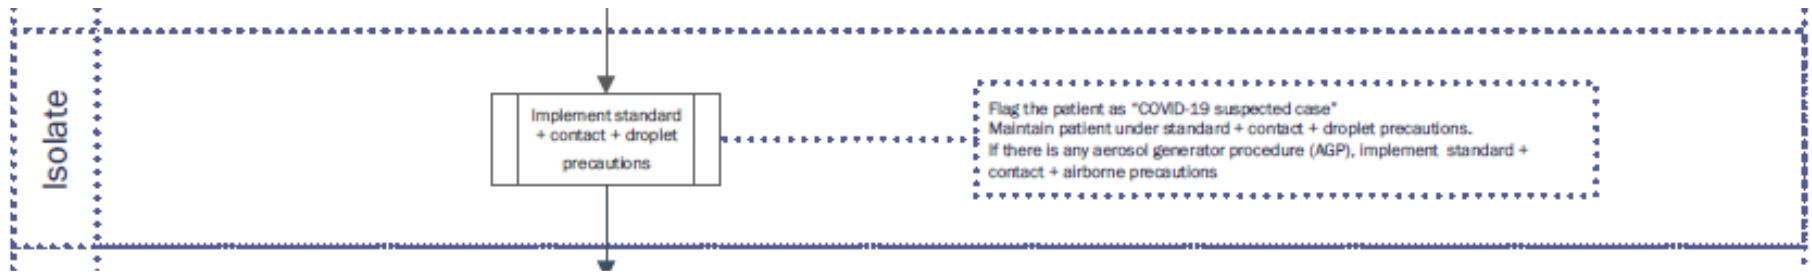 Isolate
Implement standard
+ contact + droplet
precautions
Flag the patient as "COVID-19 suspected case"
Maintain patient under standard + contact + droplet precautions.
If there is any aerosol generator procedure (AGP), implement standard +
contact + airborne precautions